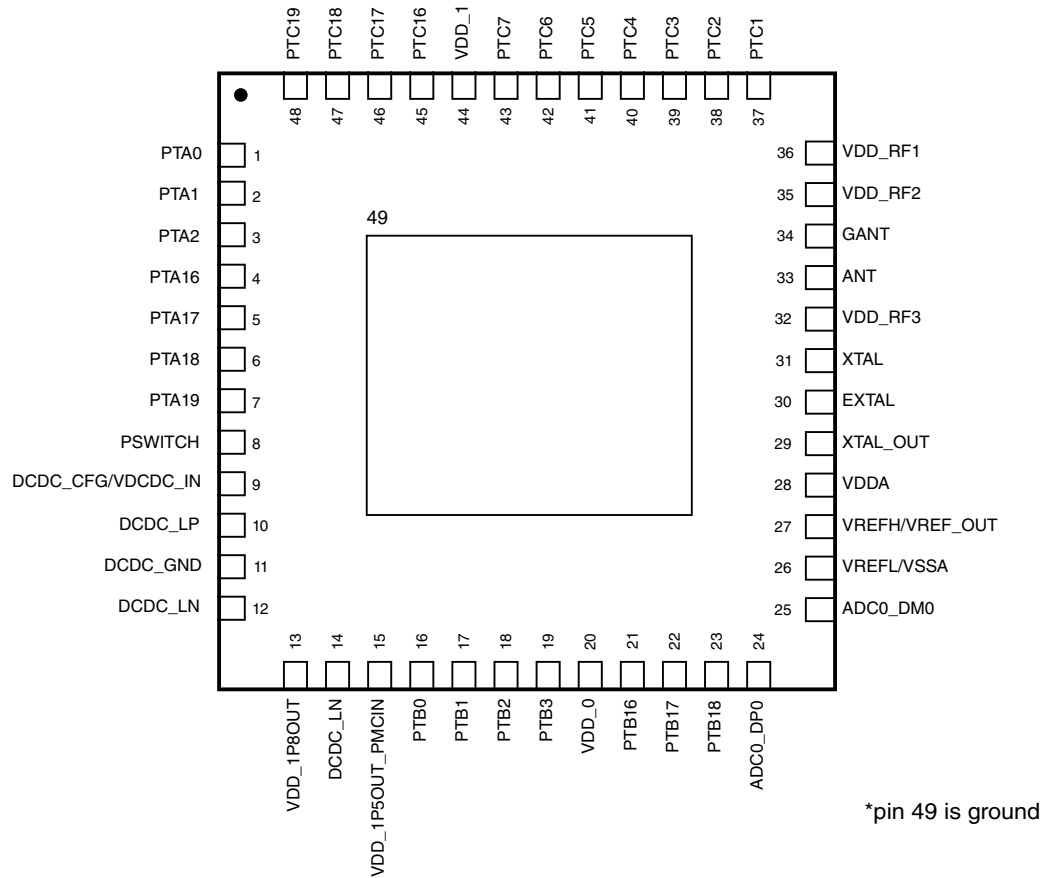 PTC19
PTC18
PTC17
PTC16
VDD_1
PTC7
PTC6
PTC5
PTC4
PTC3
PTC2
PTC1
48
47
46
45
44
43
42
41
40
39
38
37
PTA0 1
PTA1 2
PTA2 3
PTA16 4
PTA17 5
PTA18 6
PTA19 7
PSWITCH 8
DCDC_CFG/VDCDC_IN 9
DCDC_LP 10
DCDC_GND 11
DCDC_LN 12
49
36 VDD_RF1
35 VDD_RF2
34 GANT
33 ANT
32 VDD_RF3
31 XTAL
30 EXTAL
29 XTAL_OUT
28 VDDA
27 VREFH/VREF_OUT
26 VREFL/VSSA
25 ADC0_DM0
13
14
15
16
17
18
19
20
21
22
23
24
VDD_1P8OUT
DCDC_LN
VDD_1P5OUT_PMCIN
PTB0
PTB1
PTB2
PTB3
VDD_0
PTB16
PTB17
PTB18
ADC0_DP0
*pin 49 is ground